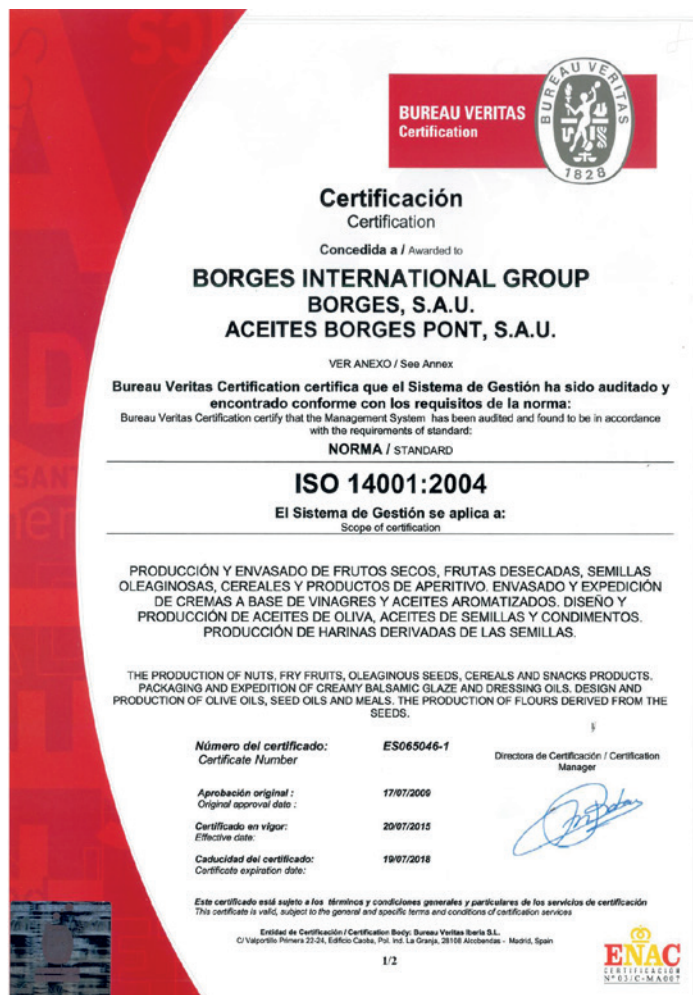 BUREAU VERITAS
Certification
BUREAU VERITAS
1828
Certificación
Certification
Concedida a / Awarded to
BORGES INTERNATIONAL GROUP
BORGES, S.A.U.
ACEITES BORGES PONT, S.A.U.
VER ANEXO / See Annex
Bureau Veritas Certification certifica que el Sistema de Gestión ha sido auditado y
encontrado conforme con los requisitos de la norma:
Bureau Veritas Certification certify that the Management System has been audited and found to be in accordance
with the requirements of standard:
NORMA / STANDARD
ISO 14001:2004
El Sistema de Gestión se aplica a:
Scope of certification
PRODUCCIÓN Y ENVASADO DE FRUTOS SECOS, FRUTAS DESECADAS, SEMILLAS
OLEAGINOSAS, CEREALES Y PRODUCTOS DE APERITIVO. ENVASADO Y EXPEDICIÓN
DE CREMAS A BASE DE VINAGRES Y ACEITES AROMATIZADOS. DISEÑO Y
PRODUCCIÓN DE ACEITES DE OLIVA, ACEITES DE SEMILLAS Y CONDIMENTOS.
PRODUCCIÓN DE HARINAS DERIVADAS DE LAS SEMILLAS.
THE PRODUCTION OF NUTS, FRY FRUITS, OLEAGINOUS SEEDS, CEREALS AND SNACKS PRODUCTS.
PACKAGING AND EXPEDITION OF CREAMY BALSAMIC GLAZE AND DRESSING OILS. DESIGN AND
PRODUCTION OF OLIVE OILS, SEED OILS AND MEALS. THE PRODUCTION OF FLOURS DERIVED FROM THE
SEEDS.
Número del certificado: ES065046-1
Certificate Number
Directora de Certificación / Certification
Manager
Aprobación original : 17/07/2009
Original approval date :
Certificado en vigor: 20/07/2015
Effective date:
Caducidad del certificado: 19/07/2018
Certificate expiration date:
Este certificado está sujeto a los términos y condiciones generales y particulares de los servicios de certificación
This certificate is valid, subject to the general and specific terms and conditions of certification services
Entidad de Certificación / Certification Body: Bureau Veritas Iberia S.L.
C/ Valportillo Primera 22-24, Edificio Caoba, Pol. Ind. La Granja, 28108 Alcobendas - Madrid, Spain
1/2
ENAC
CERTIFICACIÓN
Nº 03/C-MA007